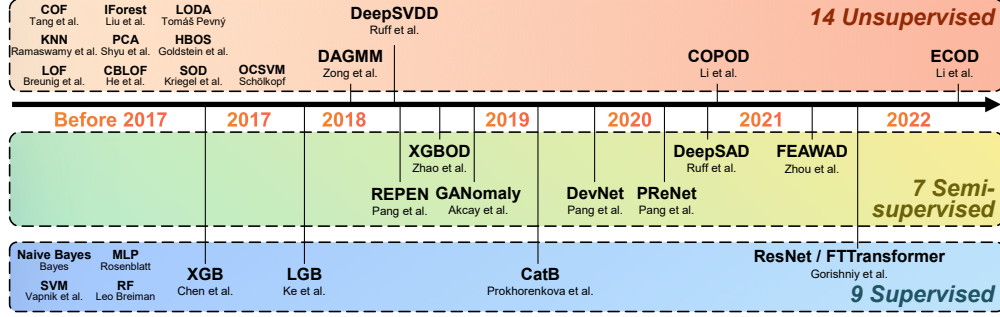 COF IForest LODA
Tang et al. Liu et al. Tomáš Pevný
KNN PCA HBOS
Ramaswamy et al. Shyu et al. Goldstein et al.
LOF CBLOF SOD OCSVM
Breunig et al. He et al. Kriegel et al. Schölkopf
DeepSVDD
Ruff et al.
DAGMM
Zong et al.
COPOD
Li et al.
14 Unsupervised
ECOD
Li et al.
Before 2017 2017 2018 2019 2020 2021 2022
XGBOD
Zhao et al.
DeepSAD
Ruff et al.
FEAWAD
Zhou et al.
REPEN GANomaly
Pang et al. Akcay et al.
DevNet
Pang et al.
PReNet
Pang et al.
7 Semi-
supervised
Naive Bayes MLP
Bayes Rosenblatt
SVM RF
Vapnik et al. Leo Breiman
XGB
Chen et al.
LGB
Ke et al.
CatB
Prokhorenkova et al.
ResNet / FTTransformer
Gorishniy et al.
9 Supervised